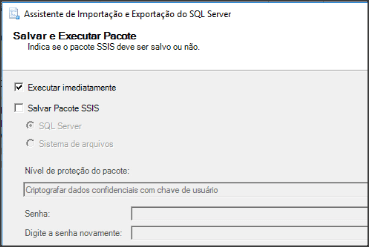 Assistente de Importação e Exportação do SQL Server
Salvar e Executar Pacote
Indica se o pacote SSIS deve ser salvo ou não.
Executar imediatamente
Salvar Pacote SSIS
SQL Server
Sistema de arquivos
Nível de proteção do pacote:
Criptografar dados confidenciais com chave de usuário
Senha:
Digite a senha novamente: